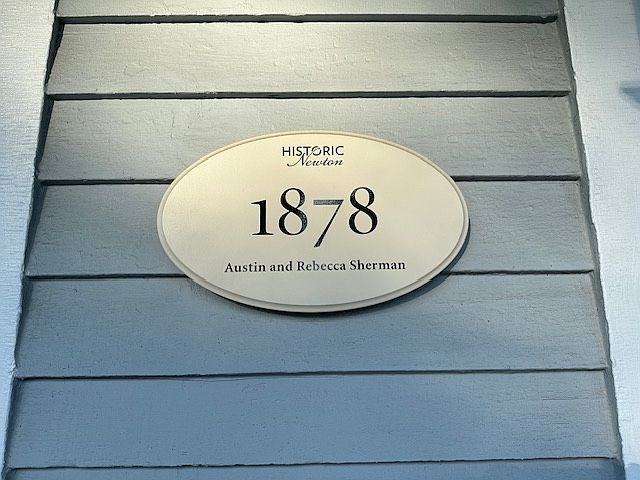 HISTORIC
Newton
1878
Austin and Rebecca Sherman